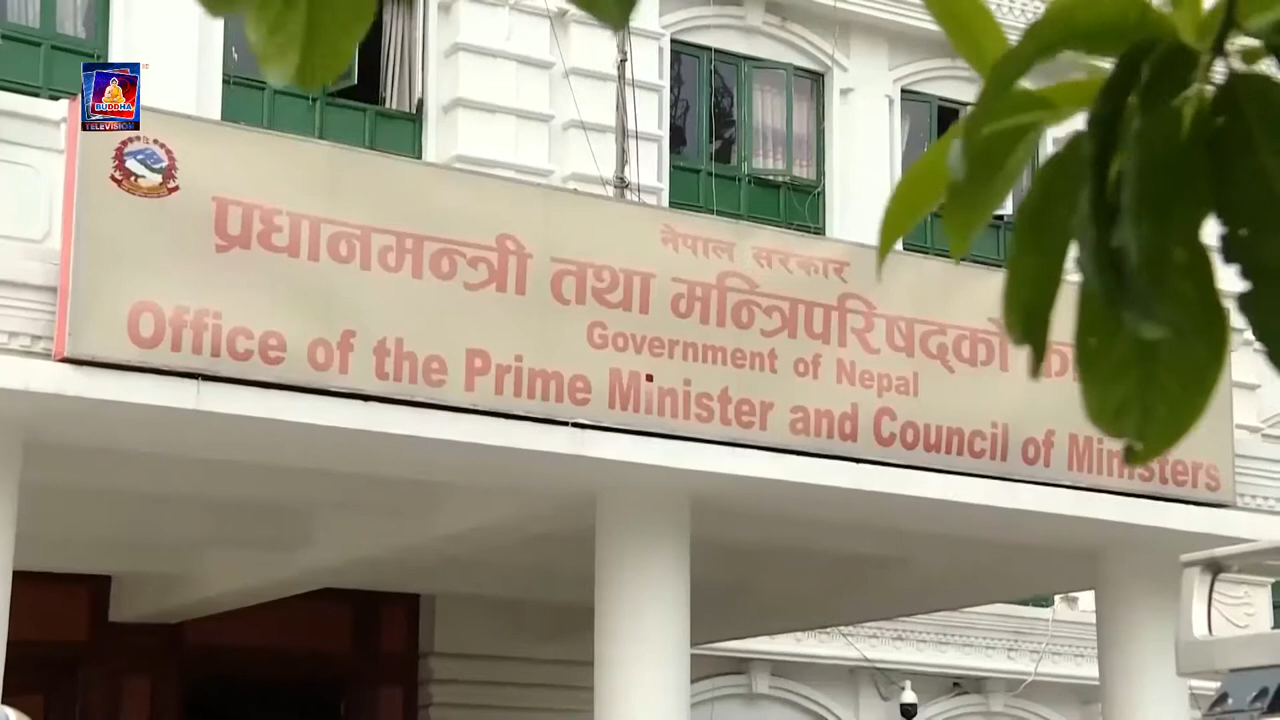 BUDDHA
TELEVISION
नेपाल सरकार
प्रधानमन्त्री तथा मन्त्रिपरिषद्को
Government of Nepal
Office of the Prime Minister and Council of Ministers